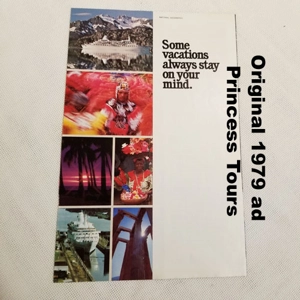 Some
vacations
always stay
on your
mind.
Original 1979 ad
Princess Tours